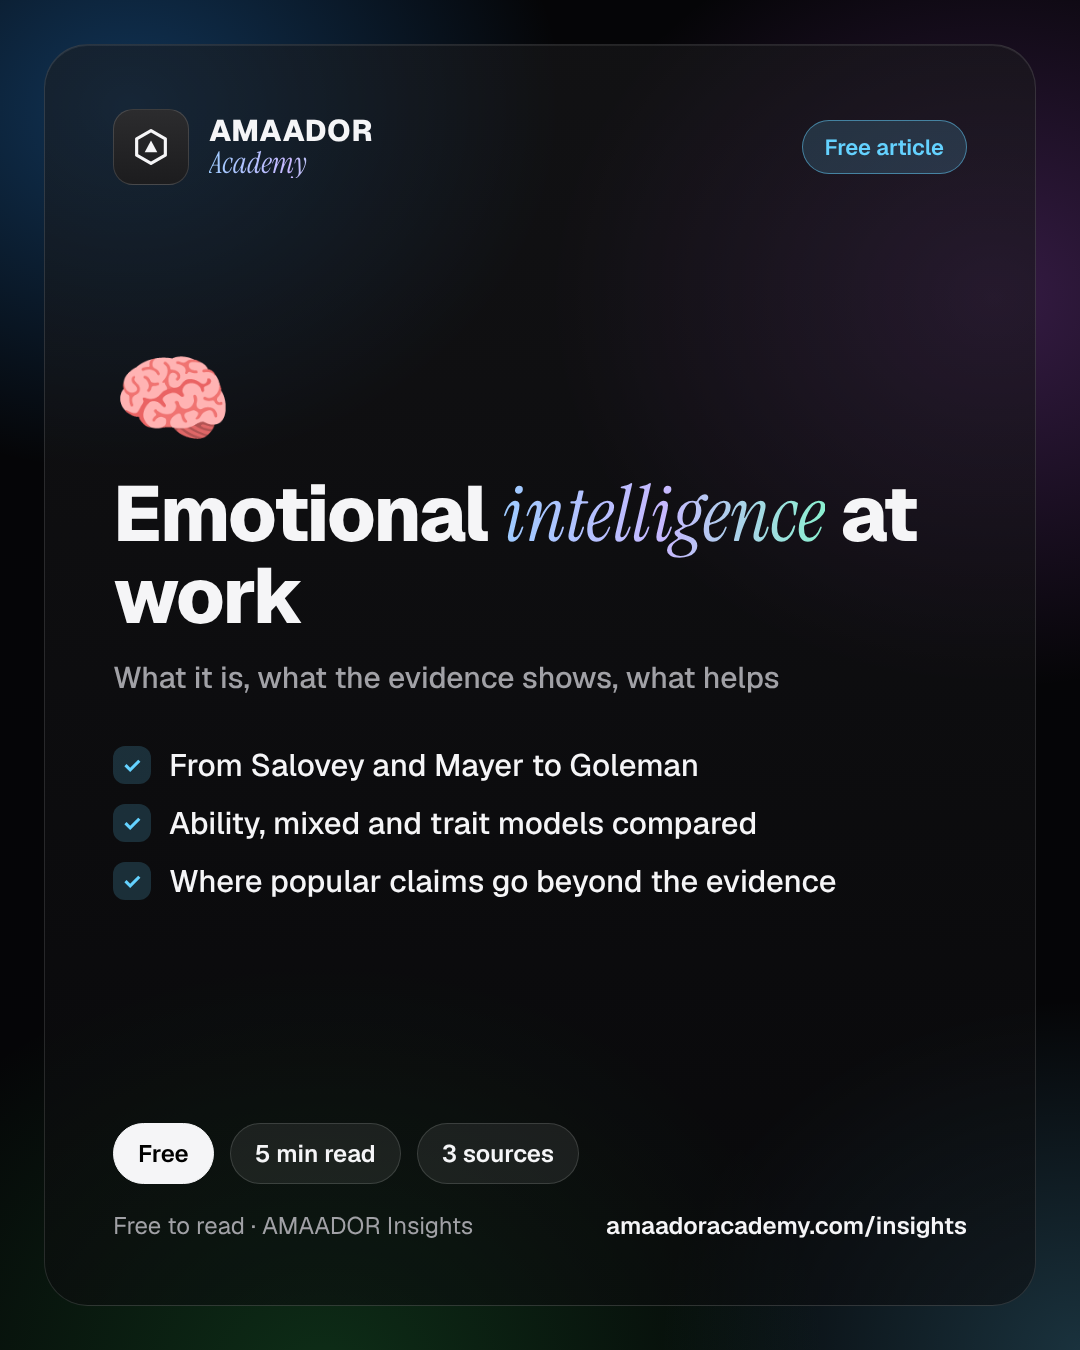 AMAADOR
Academy
Free article
Emotional intelligence at
work
What it is, what the evidence shows, what helps
From Salovey and Mayer to Goleman
Ability, mixed and trait models compared
Where popular claims go beyond the evidence
Free
5 min read
3 sources
Free to read · AMAADOR Insights
amaadoracademy.com/insights